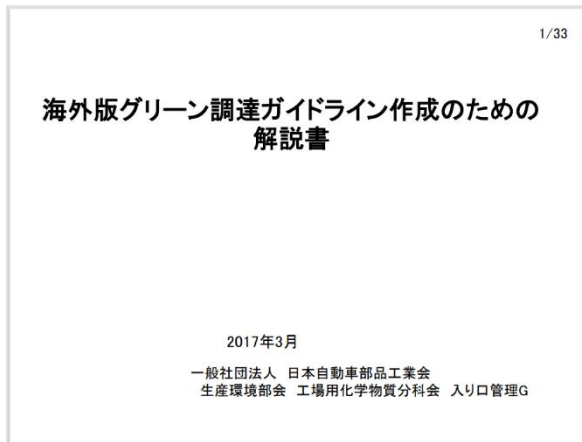 1/33
海外版グリーン調達ガイドライン作成のための
解説書
2017年3月
一般社団法人 日本自動車部品工業会
生産環境部会 工場用化学物質分科会 入り口管理G